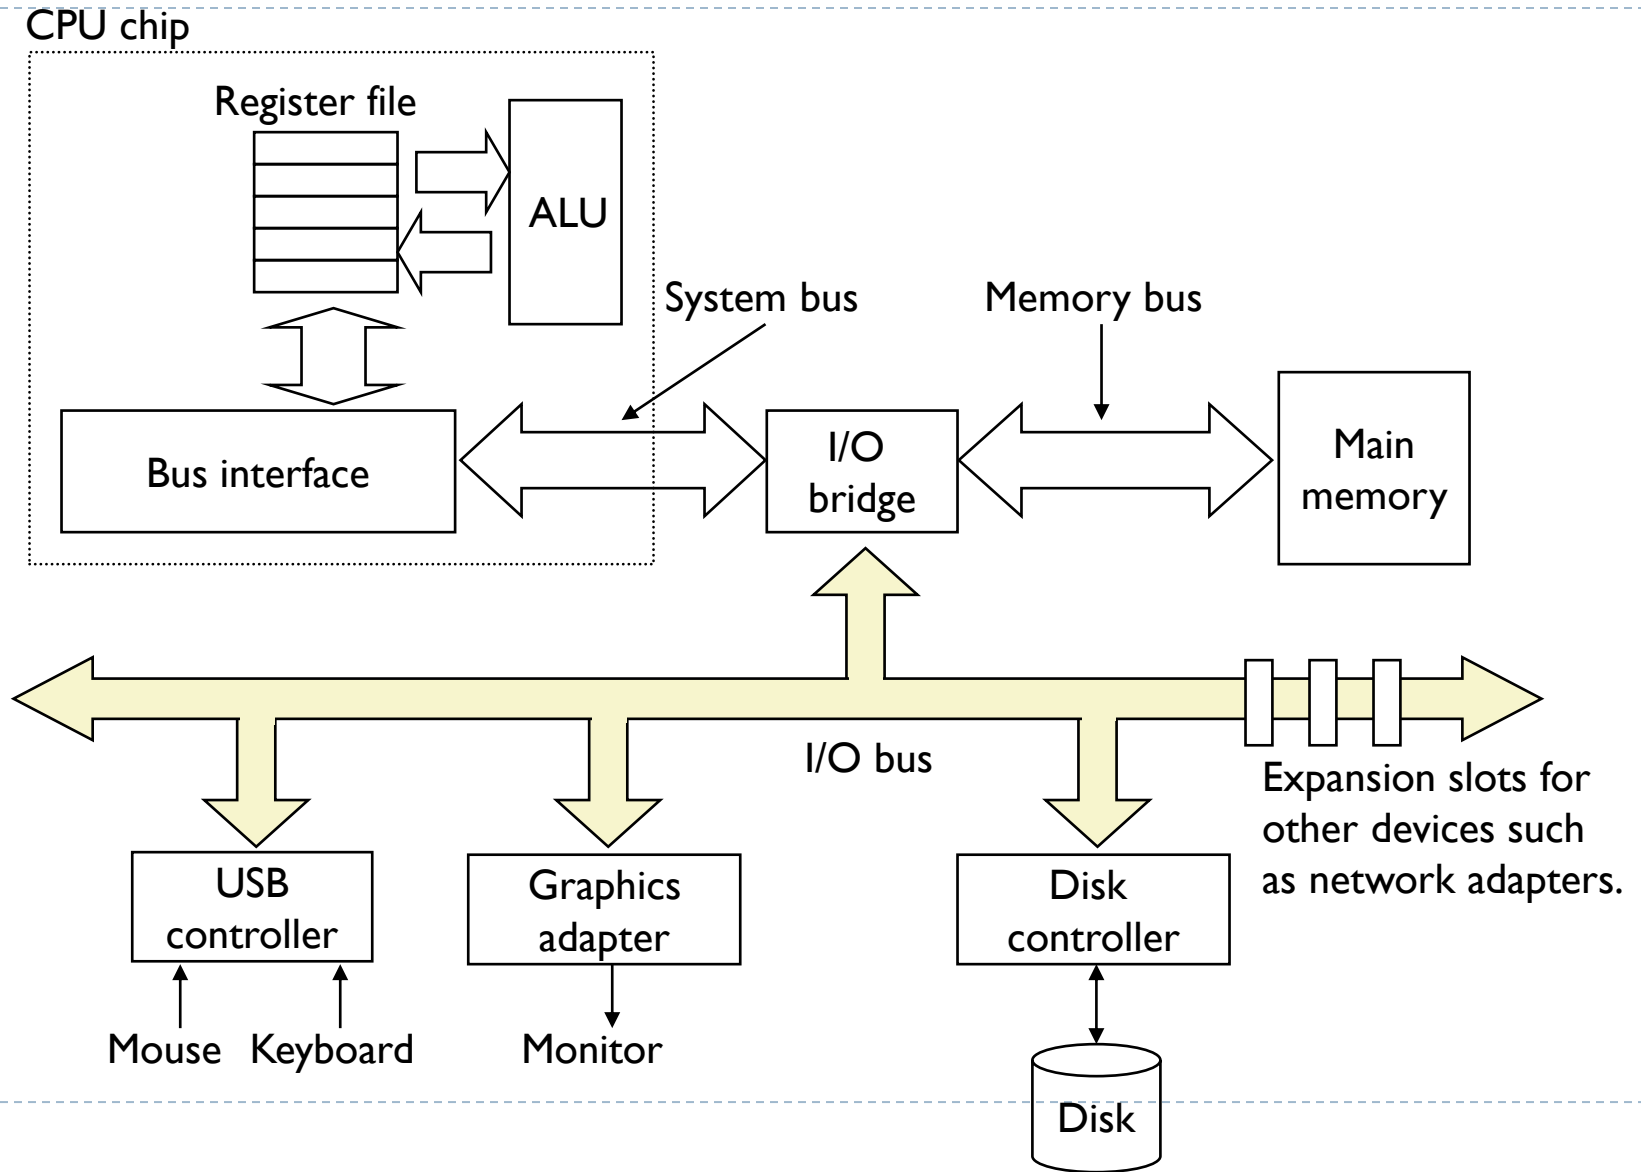 CPU chip
Register file
ALU
System bus
Memory bus
Bus interface
I/O
bridge
Main
memory
I/O bus
Expansion slots for
other devices such
as network adapters.
USB
controller
Graphics
adapter
Disk
controller
Mouse
Keyboard
Monitor
Disk